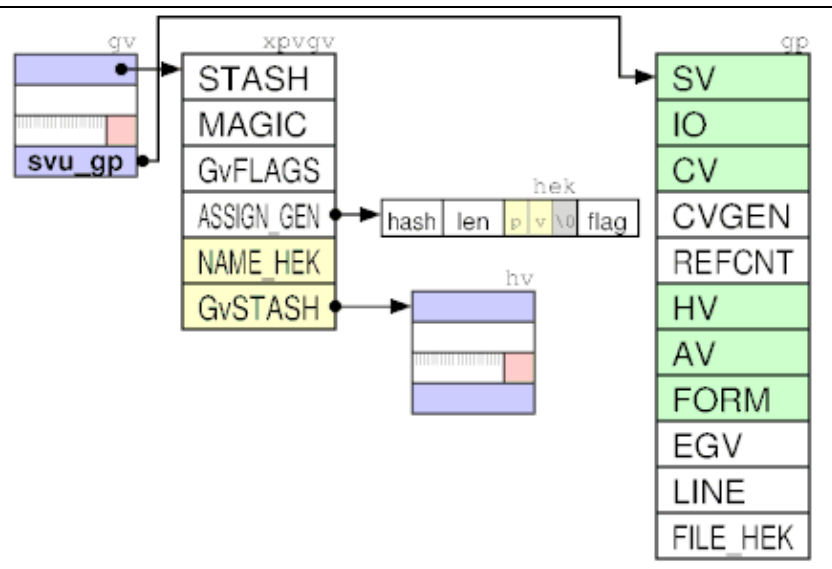 gv
svu_gp
xpvgv
STASH
MAGIC
GvFLAGS
ASSIGN_GEN
NAME_HEK
GvSTASH
hek
hash len p v \0 flag
hv
gp
SV
IO
CV
CVGEN
REFCNT
HV
AV
FORM
EGV
LINE
FILE_HEK